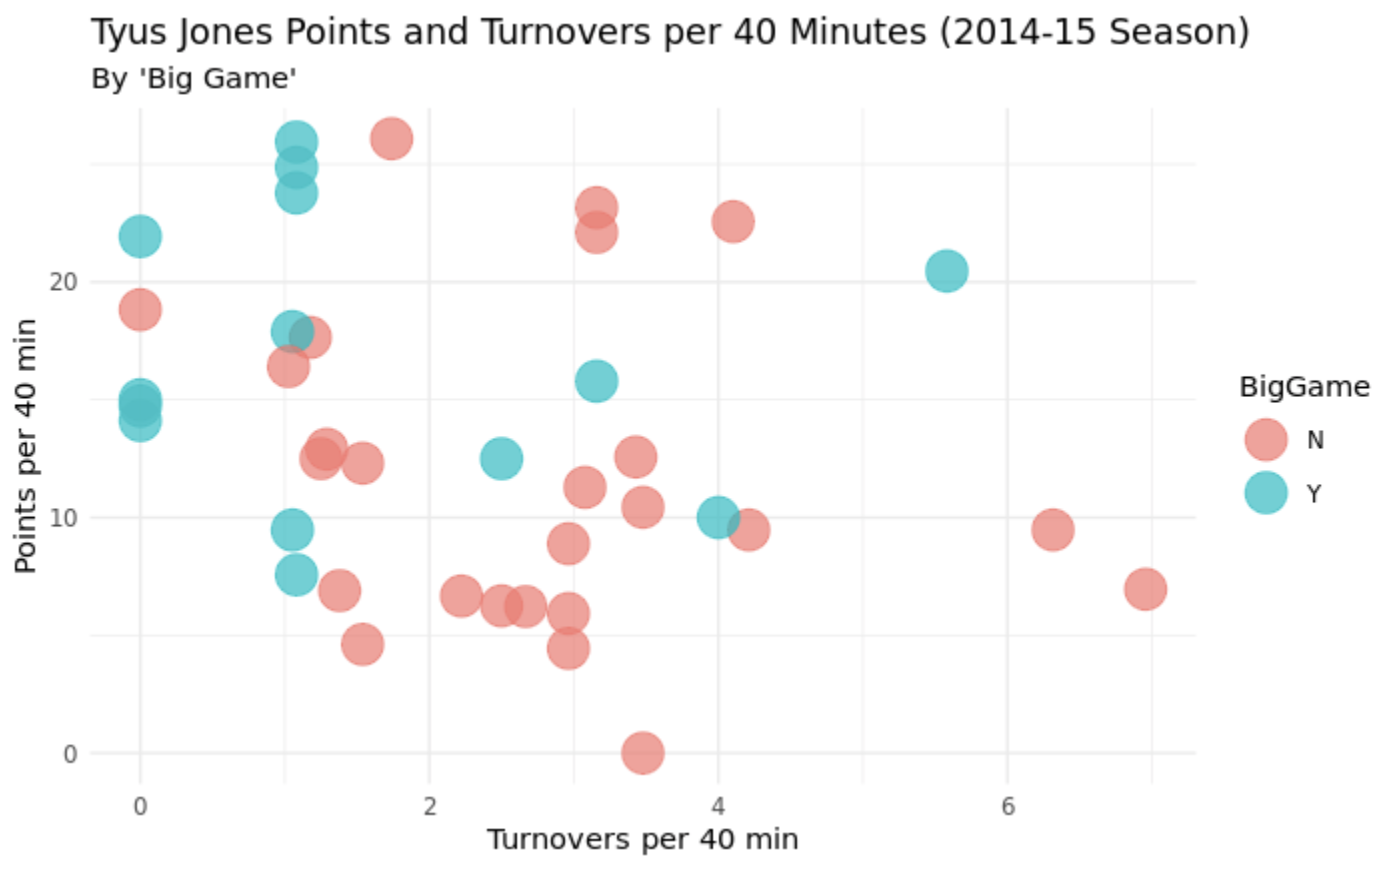 Tyus Jones Points and Turnovers per 40 Minutes (2014-15 Season)
By 'Big Game'
Points per 40 min
20
10
0
0 2 4 6
Turnovers per 40 min
BigGame
N
Y